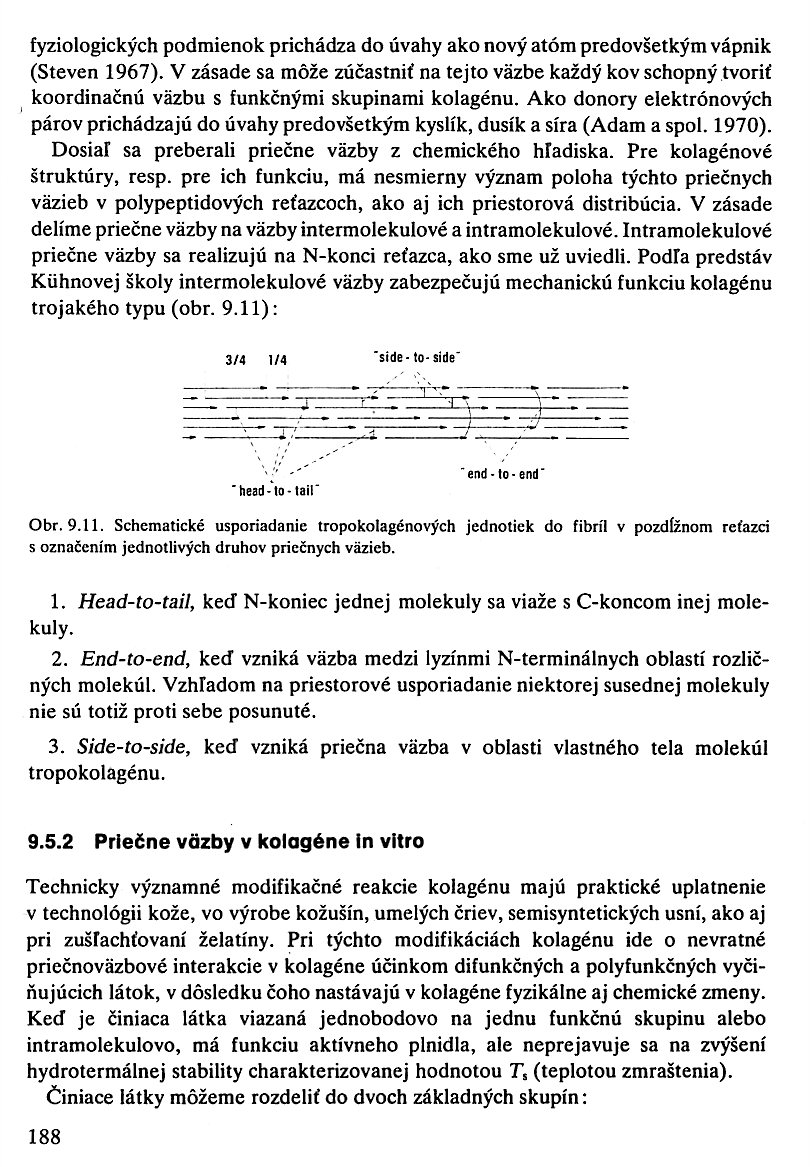 fyziologických podmienok prichádza do úvahy ako nový atóm predovšetkým vápnik
(Steven 1967). V zásade sa môže zúčastniť na tejto väzbe každý kov schopný tvoriť
koordinačnú väzbu s funkčnými skupinami kolagénu. Ako donory elektrónových
párov prichádzajú do úvahy predovšetkým kyslík, dusík a síra (Adam a spol. 1970).
Dosiaľ sa preberali priečne väzby z chemického hľadiska. Pre kolagénové
štruktúry, resp. pre ich funkciu, má nesmierny význam poloha týchto priečnych
väzieb v polypeptidových reťazcoch, ako aj ich priestorová distribúcia. V zásade
delíme priečne väzby na väzby intermolekulové a intramolekulové. Intramolekulové
priečne väzby sa realizujú na N-konci reťazca, ako sme už uviedli. Podľa predstáv
Kühnovej školy intermolekulové väzby zabezpečujú mechanickú funkciu kolagénu
trojakého typu (obr. 9.11):
3/4 1/4 "side - to - side"
"end - to - end"
"head - to - tail"
Obr. 9.11. Schematické usporiadanie tropokolagénových jednotiek do fibríl v pozdĺžnom reťazci
s označením jednotlivých druhov priečnych väzieb.
1. Head-to-tail, keď N-koniec jednej molekuly sa viaže s C-koncom inej mole-
kuly.
2. End-to-end, keď vzniká väzba medzi lyzínmi N-terminálnych oblastí rozlič-
ných molekúl. Vzhľadom na priestorové usporiadanie niektorej susednej molekuly
nie sú totiž proti sebe posunuté.
3. Side-to-side, keď vzniká priečna väzba v oblasti vlastného tela molekúl
tropokolagénu.
9.5.2 Priečne väzby v kolagéne in vitro
Technicky významné modifikačné reakcie kolagénu majú praktické uplatnenie
v technológii kože, vo výrobe kožušín, umelých čriev, semisyntetických usní, ako aj
pri zušľachťovaní želatíny. Pri týchto modifikáciách kolagénu ide o nevratné
priečnoväzbové interakcie v kolagéne účinkom difunkčných a polyfunkčných vyči-
ňujúcich látok, v dôsledku čoho nastávajú v kolagéne fyzikálne aj chemické zmeny.
Keď je činiaca látka viazaná jednobodovo na jednu funkčnú skupinu alebo
intramolekulovo, má funkciu aktívneho plnidla, ale neprejavuje sa na zvýšení
hydrotermálnej stability charakterizovanej hodnotou Ts (teplotou zmraštenia).
Činiace látky môžeme rozdeliť do dvoch základných skupín:
188